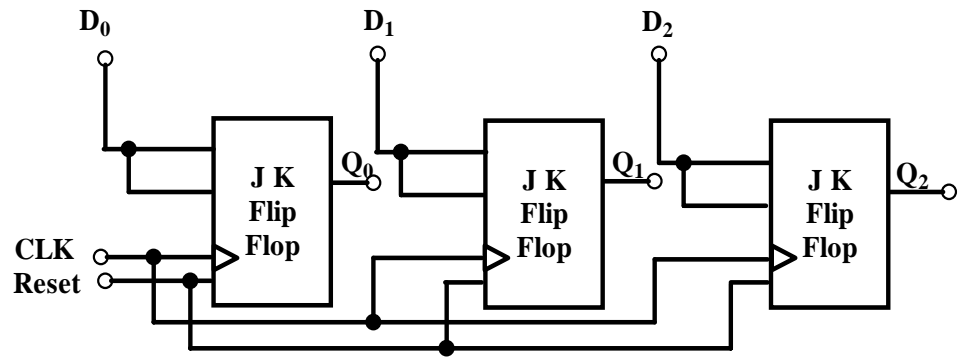 D0
D1
D2
J K
Flip
Flop
Q0
J K
Flip
Flop
Q1
J K
Flip
Flop
Q2
CLK
Reset